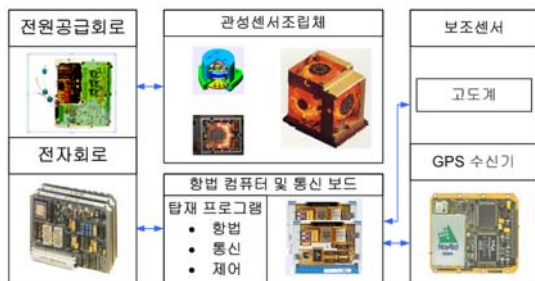 전원공급회로
전자회로
관성센서조립체
항법 컴퓨터 및 통신 보드
탑재 프로그램
• 항법
• 통신
• 제어
보조센서
고도계
GPS 수신기
NovAtel